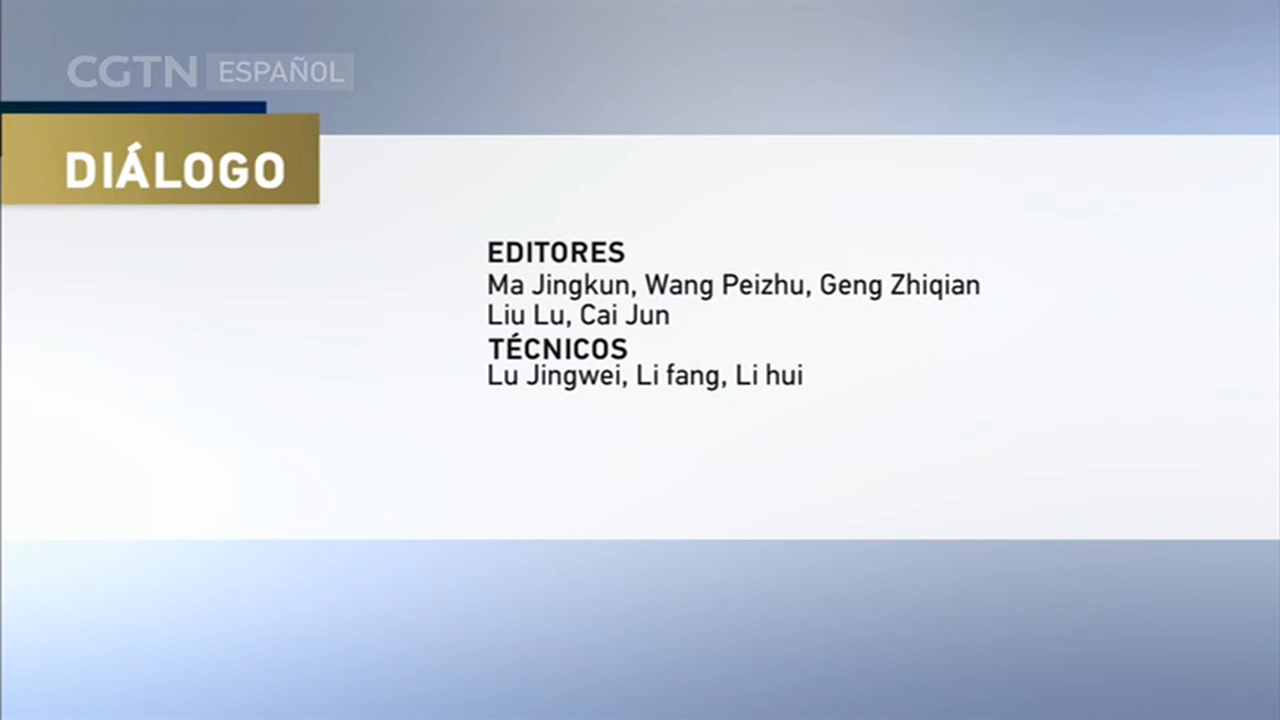 CGTN ESPAÑOL
DIÁLOGO
EDITORES
Ma Jingkun, Wang Peizhu, Geng Zhiqian
Liu Lu, Cai Jun
TÉCNICOS
Lu Jingwei, Li fang, Li hui